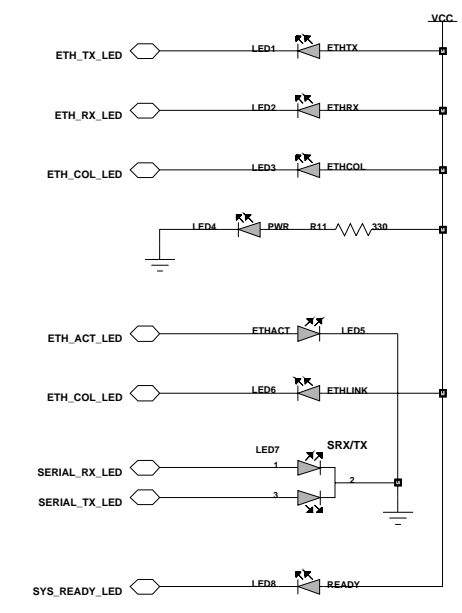 VCC
ETH_TX_LED LED1 ETHTX
ETH_RX_LED LED2 ETHRX
ETH_COL_LED LED3 ETHCOL
LED4 PWR R11 330
ETH_ACT_LED ETHACT LED5
ETH_COL_LED LED6 ETHLINK
LED7 SRX/TX
SERIAL_RX_LED 1
2
SERIAL_TX_LED 3
SYS_READY_LED LED8 READY